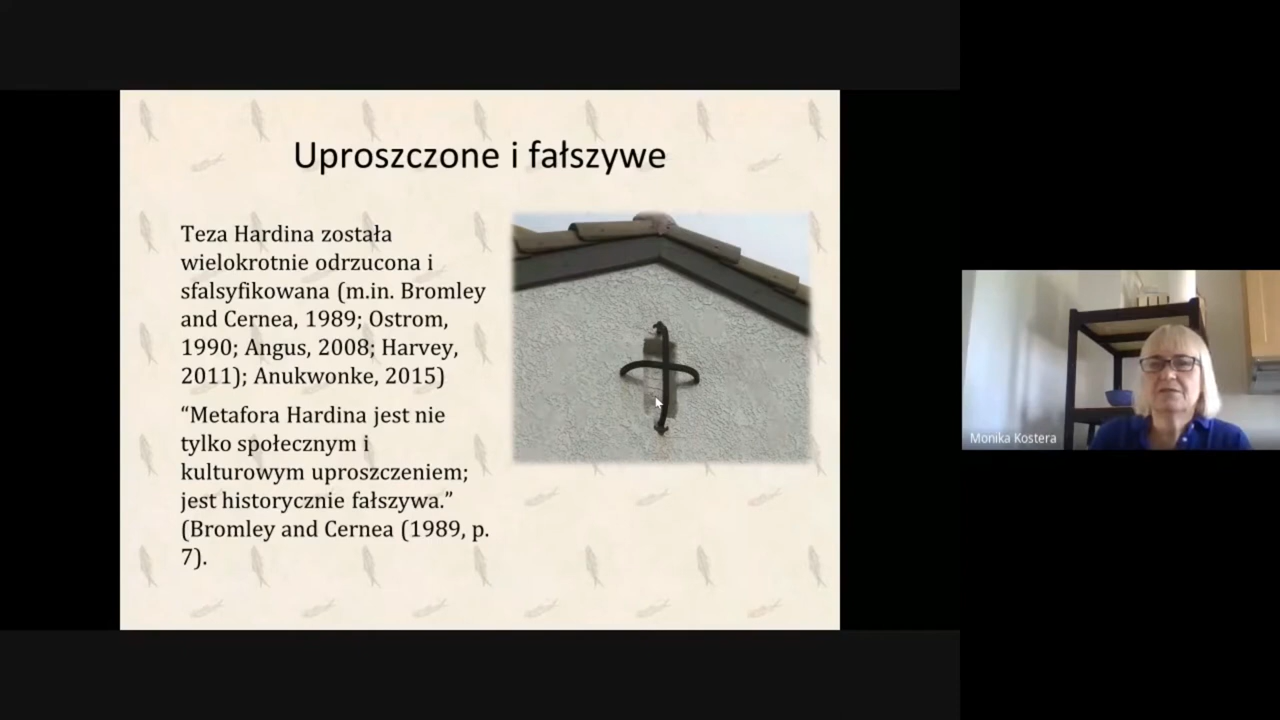 Uproszczone i fałszywe
Teza Hardina została
wielokrotnie odrzucona i
sfalsyfikowana (m.in. Bromley
and Cernea, 1989; Ostrom,
1990; Angus, 2008; Harvey,
2011); Anukwonke, 2015)
“Metafora Hardina jest nie
tylko społecznym i
kulturowym uproszczeniem;
jest historycznie fałszywa.”
(Bromley and Cernea (1989, p.
7).
Monika Kostera